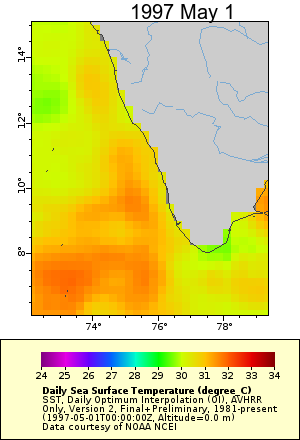 1997 May 1
14°
12°
10°
8°
74° 76° 78°
24 25 26 27 28 29 30 31 32 33 34
Daily Sea Surface Temperature (degree_C)
SST, Daily Optimum Interpolation (OI), AVHRR
Only, Version 2, Final+Preliminary, 1981-present
(1997-05-01T00:00:00Z, Altitude=0.0 m)
Data courtesy of NOAA NCEI